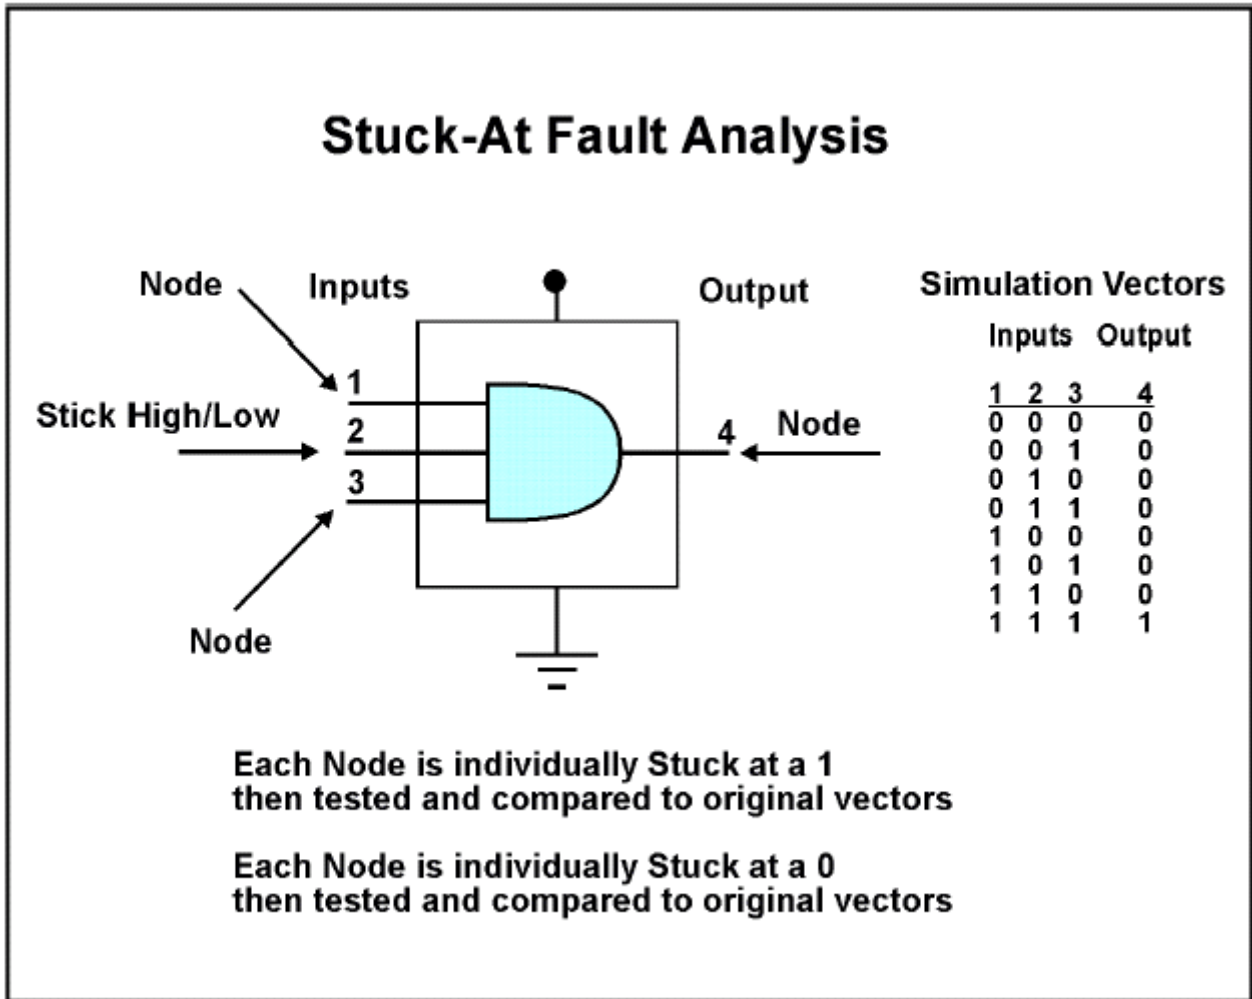 Stuck-At Fault Analysis
Node
Inputs
Output
Simulation Vectors
Inputs Output
1
Stick High/Low
2
3
4
Node
Node
1 2 3 4
0 0 0 0
0 0 1 0
0 1 0 0
0 1 1 0
1 0 0 0
1 0 1 0
1 1 0 0
1 1 1 1
Each Node is individually Stuck at a 1
then tested and compared to original vectors
Each Node is individually Stuck at a 0
then tested and compared to original vectors